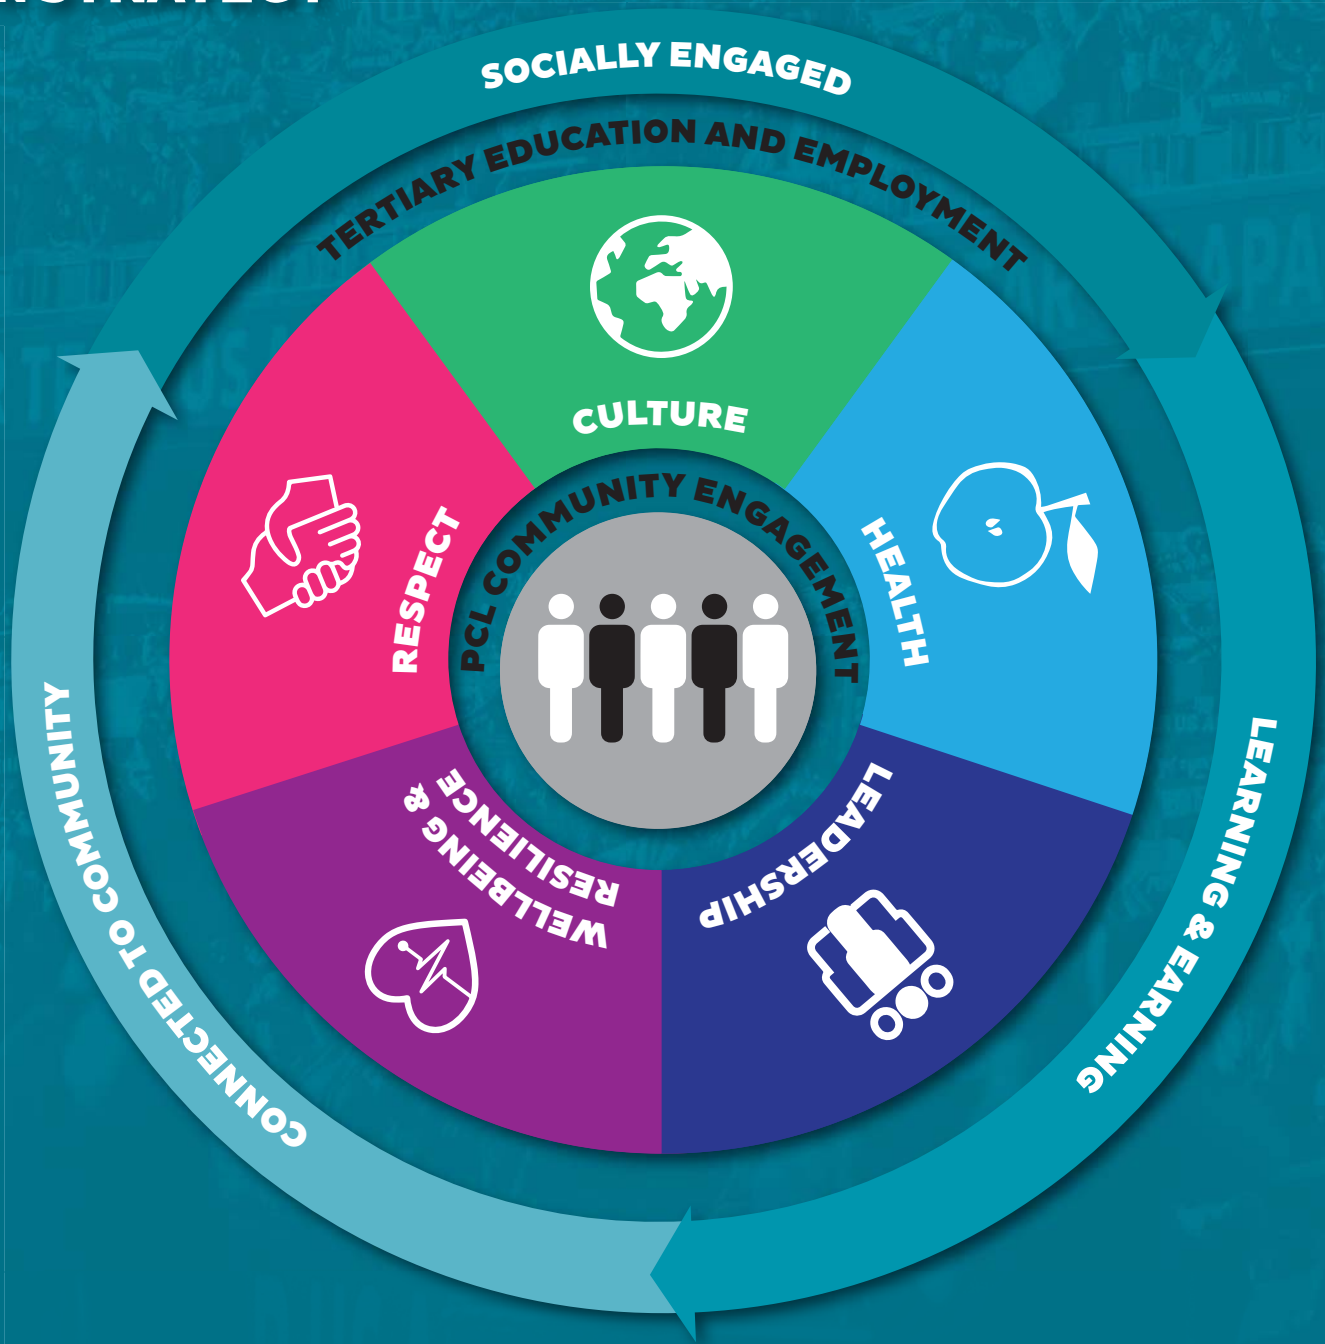 SOCIALLY ENGAGED
TERTIARY EDUCATION AND EMPLOYMENT
CULTURE
PCL COMMUNITY ENGAGEMENT
RESPECT
HEALTH
WELLBEING &
RESILIENCE
LEADERSHIP
CONNECTED TO COMMUNITY
LEARNING & EARNING